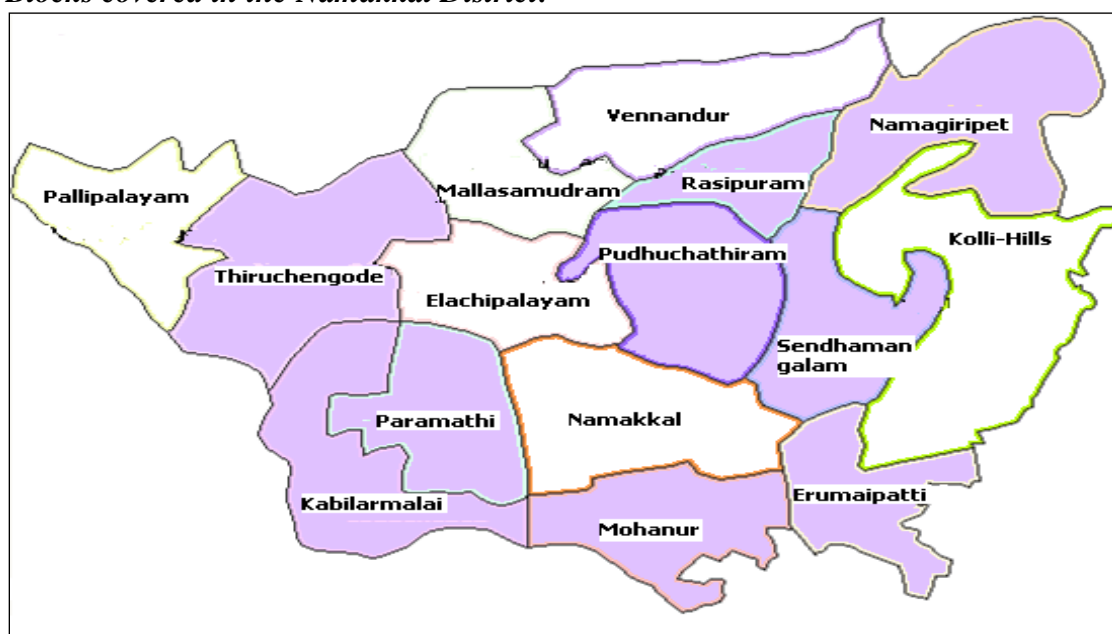 Blocks covered in the Namakkal District:
Vennandur
Namagiripet
Pallipalayam
Mallasamudram
Rasipuram
Kolli-Hills
Pudhuchathiram
Thiruchengode
Elachipalayam
Sendhaman
galam
Paramathi
Namakkal
Kabilarmalai
Erumaipatti
Mohanur